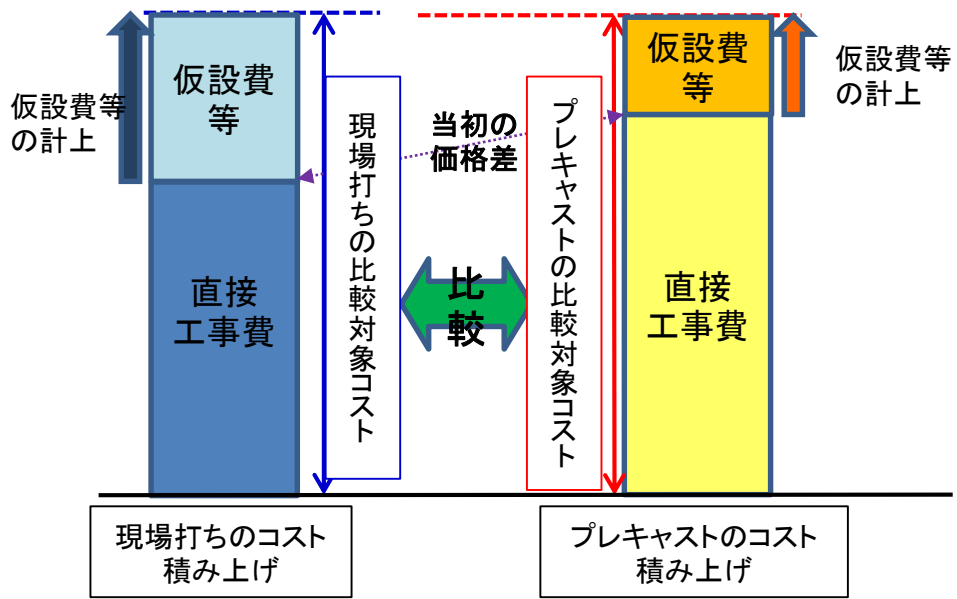 仮設費等
の計上
仮設費
等
直接
工事費
現場打ちの比較対象コスト
当初の
価格差
比
較
プレキャストの比較対象コスト
仮設費
等
直接
工事費
仮設費等
の計上
現場打ちのコスト
積み上げ
プレキャストのコスト
積み上げ